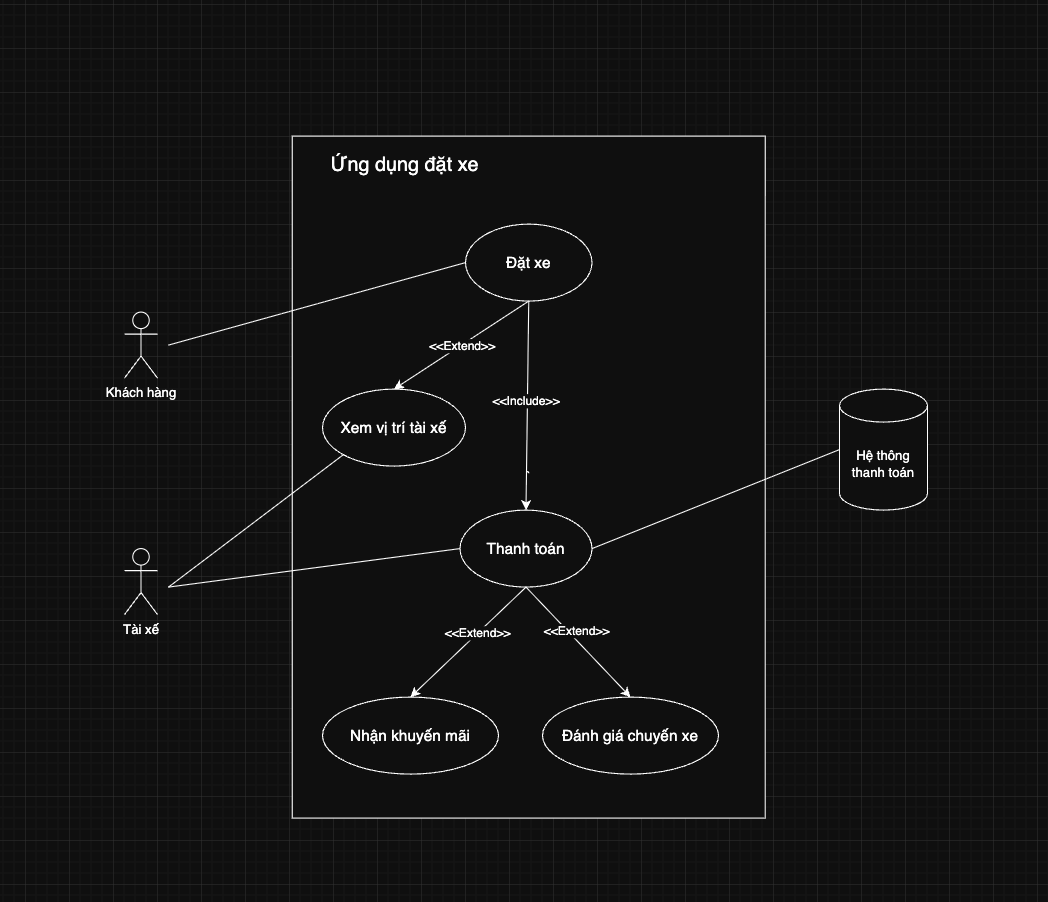 Ứng dụng đặt xe
Đặt xe
<<Extend>>
Khách hàng
<<Include>>
Xem vị trí tài xế
Hệ thông
thanh toán
Thanh toán
Tài xế
<<Extend>>
<<Extend>>
Nhận khuyến mãi
Đánh giá chuyến xe